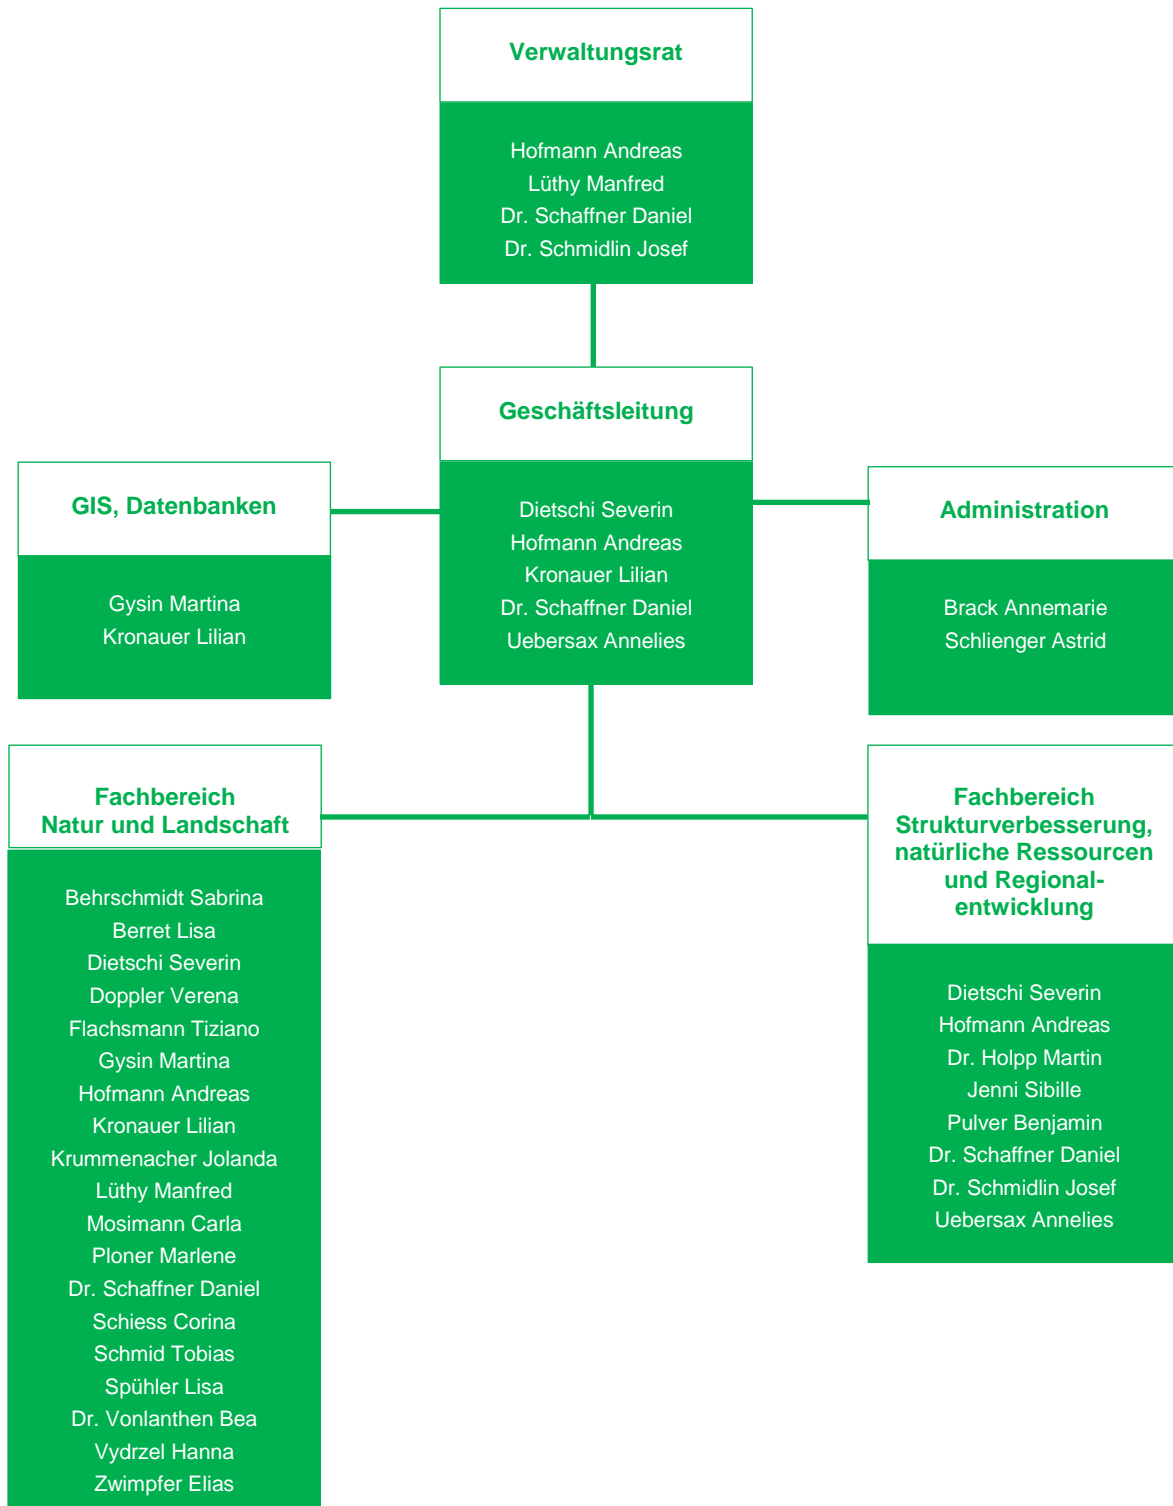 Verwaltungsrat
Hofmann Andreas
Lüthy Manfred
Dr. Schaffner Daniel
Dr. Schmidlin Josef
Geschäftsleitung
Dietschi Severin
Hofmann Andreas
Kronauer Lilian
Dr. Schaffner Daniel
Uebersax Annelies
GIS, Datenbanken
Gysin Martina
Kronauer Lilian
Administration
Brack Annemarie
Schlienger Astrid
Fachbereich
Natur und Landschaft
Behrschmidt Sabrina
Berret Lisa
Dietschi Severin
Doppler Verena
Flachsmann Tiziano
Gysin Martina
Hofmann Andreas
Kronauer Lilian
Krummenacher Jolanda
Lüthy Manfred
Mosimann Carla
Ploner Marlene
Dr. Schaffner Daniel
Schiess Corina
Schmid Tobias
Spühler Lisa
Dr. Vonlanthen Bea
Vydrzel Hanna
Zwimpfer Elias
Fachbereich
Strukturverbesserung,
natürliche Ressourcen
und Regional-
entwicklung
Dietschi Severin
Hofmann Andreas
Dr. Holpp Martin
Jenni Sibille
Pulver Benjamin
Dr. Schaffner Daniel
Dr. Schmidlin Josef
Uebersax Annelies